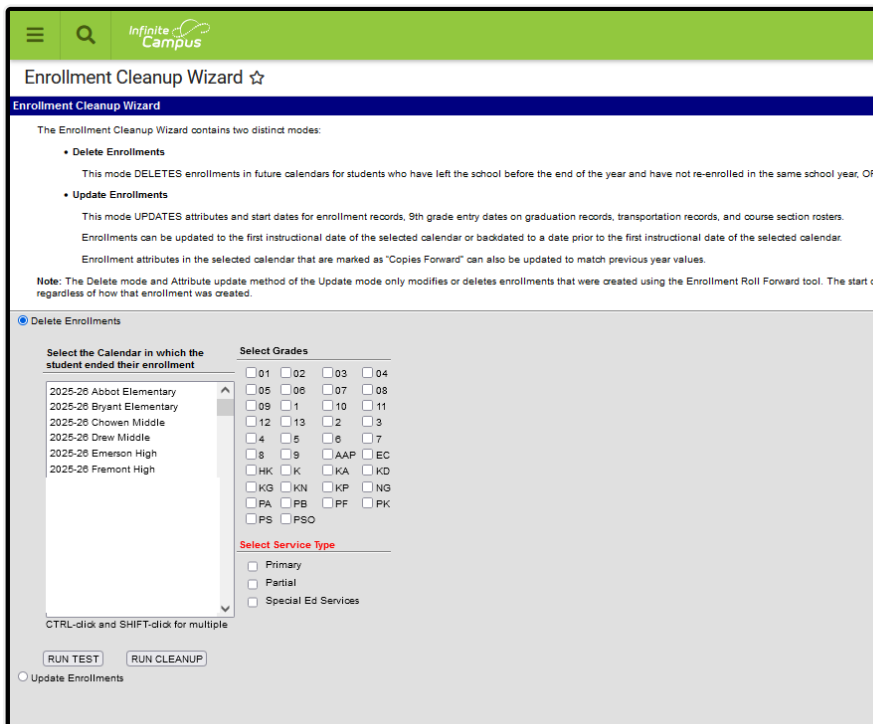 Infinite
Campus
Enrollment Cleanup Wizard
Enrollment Cleanup Wizard
The Enrollment Cleanup Wizard contains two distinct modes:
• Delete Enrollments
This mode DELETES enrollments in future calendars for students who have left the school before the end of the year and have not re-enrolled in the same school year, OR
• Update Enrollments
This mode UPDATES attributes and start dates for enrollment records, 9th grade entry dates on graduation records, transportation records, and course section rosters.
Enrollments can be updated to the first instructional date of the selected calendar or backdated to a date prior to the first instructional date of the selected calendar.
Enrollment attributes in the selected calendar that are marked as "Copies Forward" can also be updated to match previous year values.
Note: The Delete mode and Attribute update method of the Update mode only modifies or deletes enrollments that were created using the Enrollment Roll Forward tool. The start
regardless of how that enrollment was created.
Delete Enrollments
Select the Calendar in which the
student ended their enrollment
2025-26 Abbot Elementary
2025-26 Bryant Elementary
2025-26 Chowen Middle
2025-26 Drew Middle
2025-26 Emerson High
2025-26 Fremont High
CTRL-click and SHIFT-click for multiple
Select Grades
01 02 03 04
05 06 07 08
09 1 10 11
12 13 2 3
4 5 6 7
8 9 AAP EC
HK K KA KD
KG KN KP NG
PA PB PF PK
PS PSO
Select Service Type
Primary
Partial
Special Ed Services
RUN TEST RUN CLEANUP
Update Enrollments